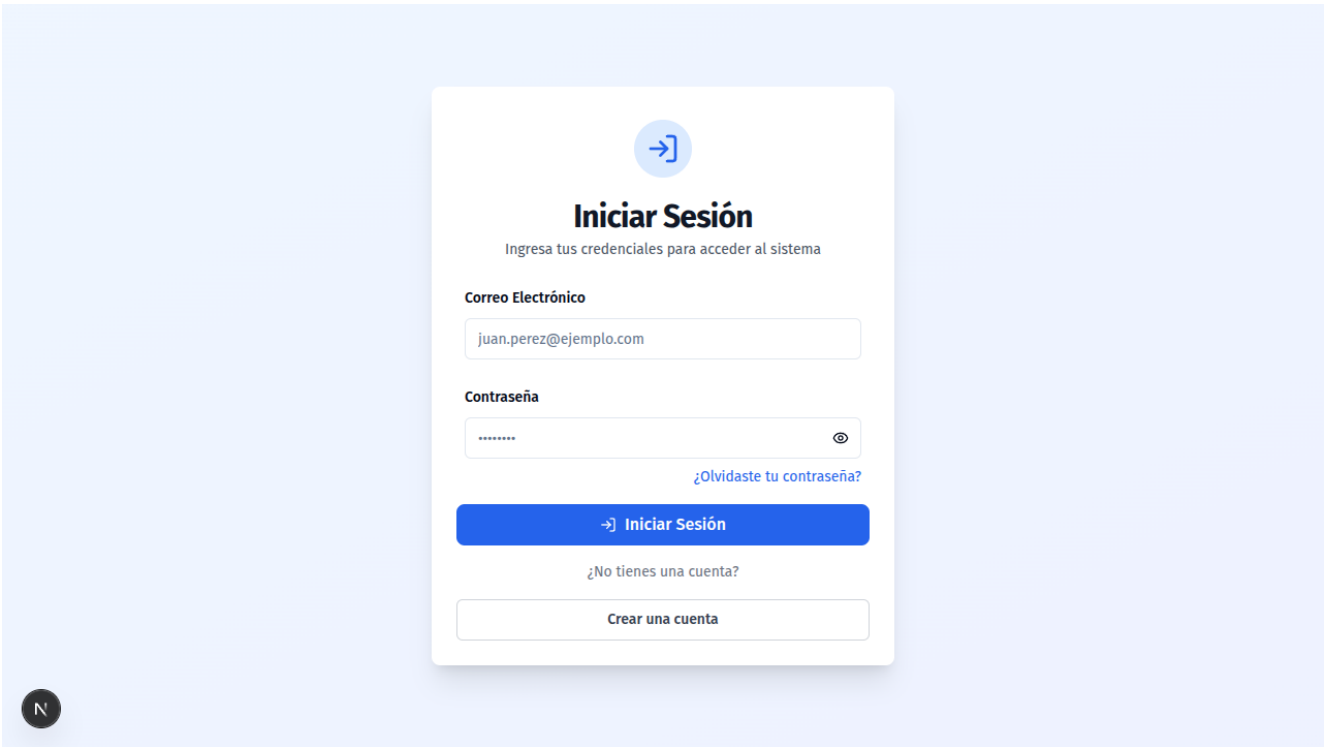 Iniciar Sesión
Ingresa tus credenciales para acceder al sistema
Correo Electrónico
juan.perez@ejemplo.com
Contraseña
••••••••
¿Olvidaste tu contraseña?
Iniciar Sesión
¿No tienes una cuenta?
Crear una cuenta
N